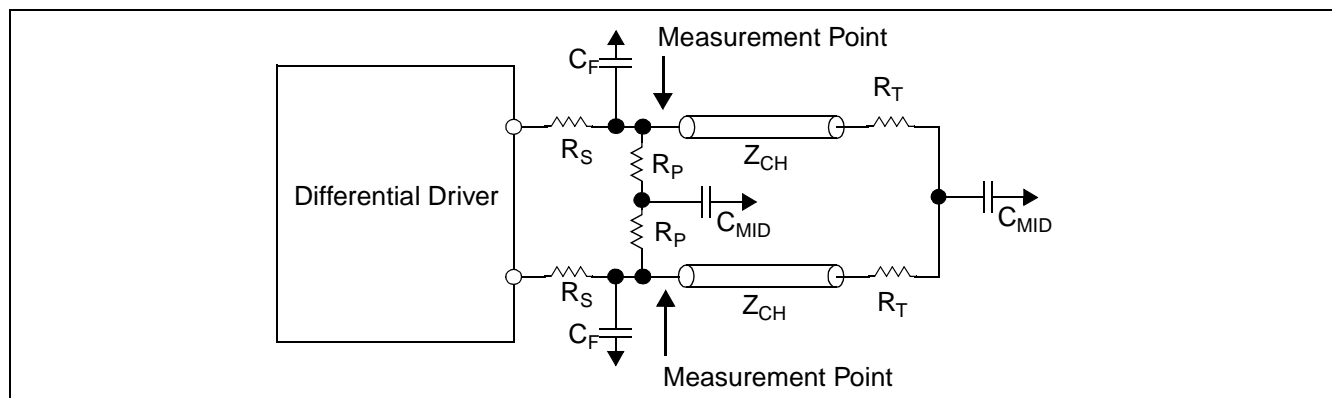 Measurement Point
C_F
R_T
R_S
Z_CH
R_P
Differential Driver
C_MID
C_MID
R_P
R_S
Z_CH
R_T
C_F
Measurement Point